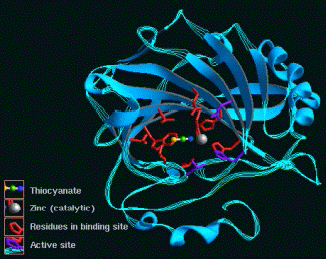 Thiocyanate
Zinc (catalytic)
Residues in binding site
Active site